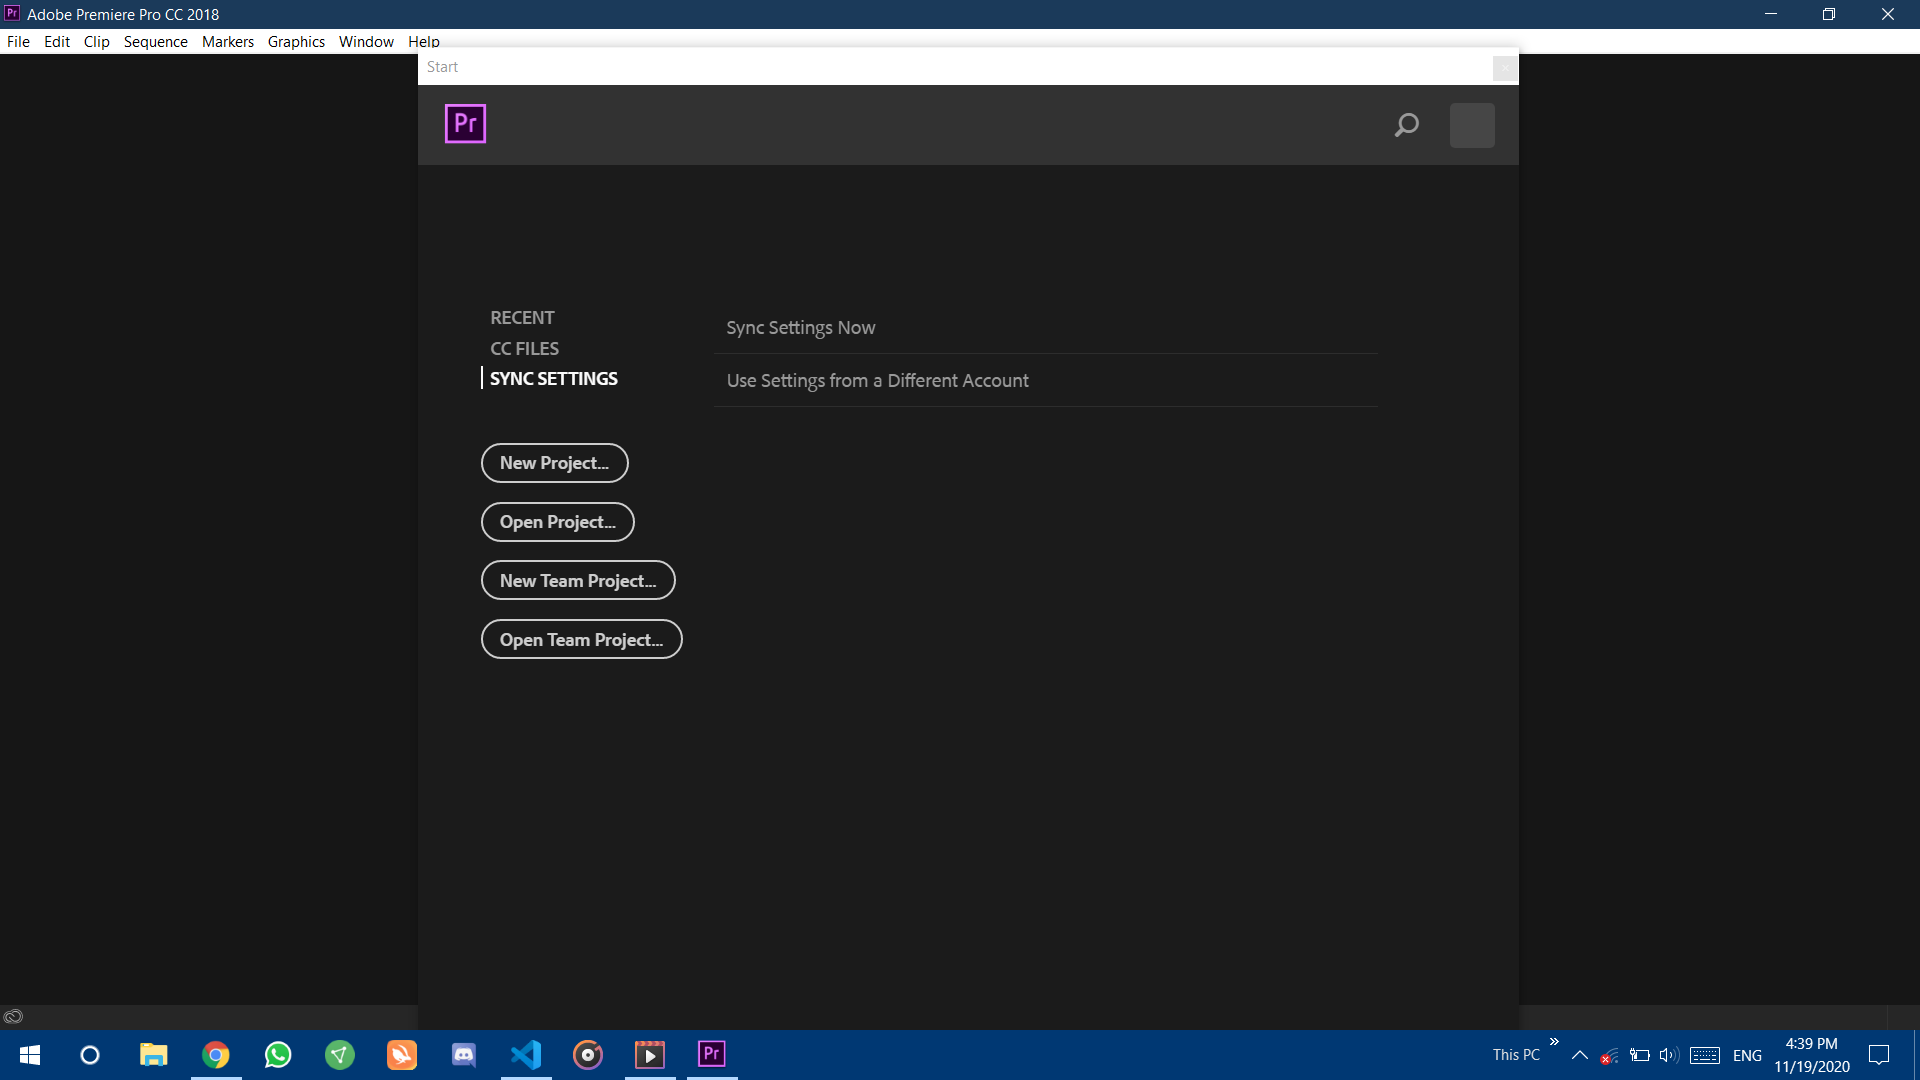 Pr Adobe Premiere Pro CC 2018
File Edit Clip Sequence Markers Graphics Window Help
Start
Pr
RECENT
CC FILES
SYNC SETTINGS
Sync Settings Now
Use Settings from a Different Account
New Project...
Open Project...
New Team Project...
Open Team Project...
Pr
This PC
ENG
4:39 PM
11/19/2020